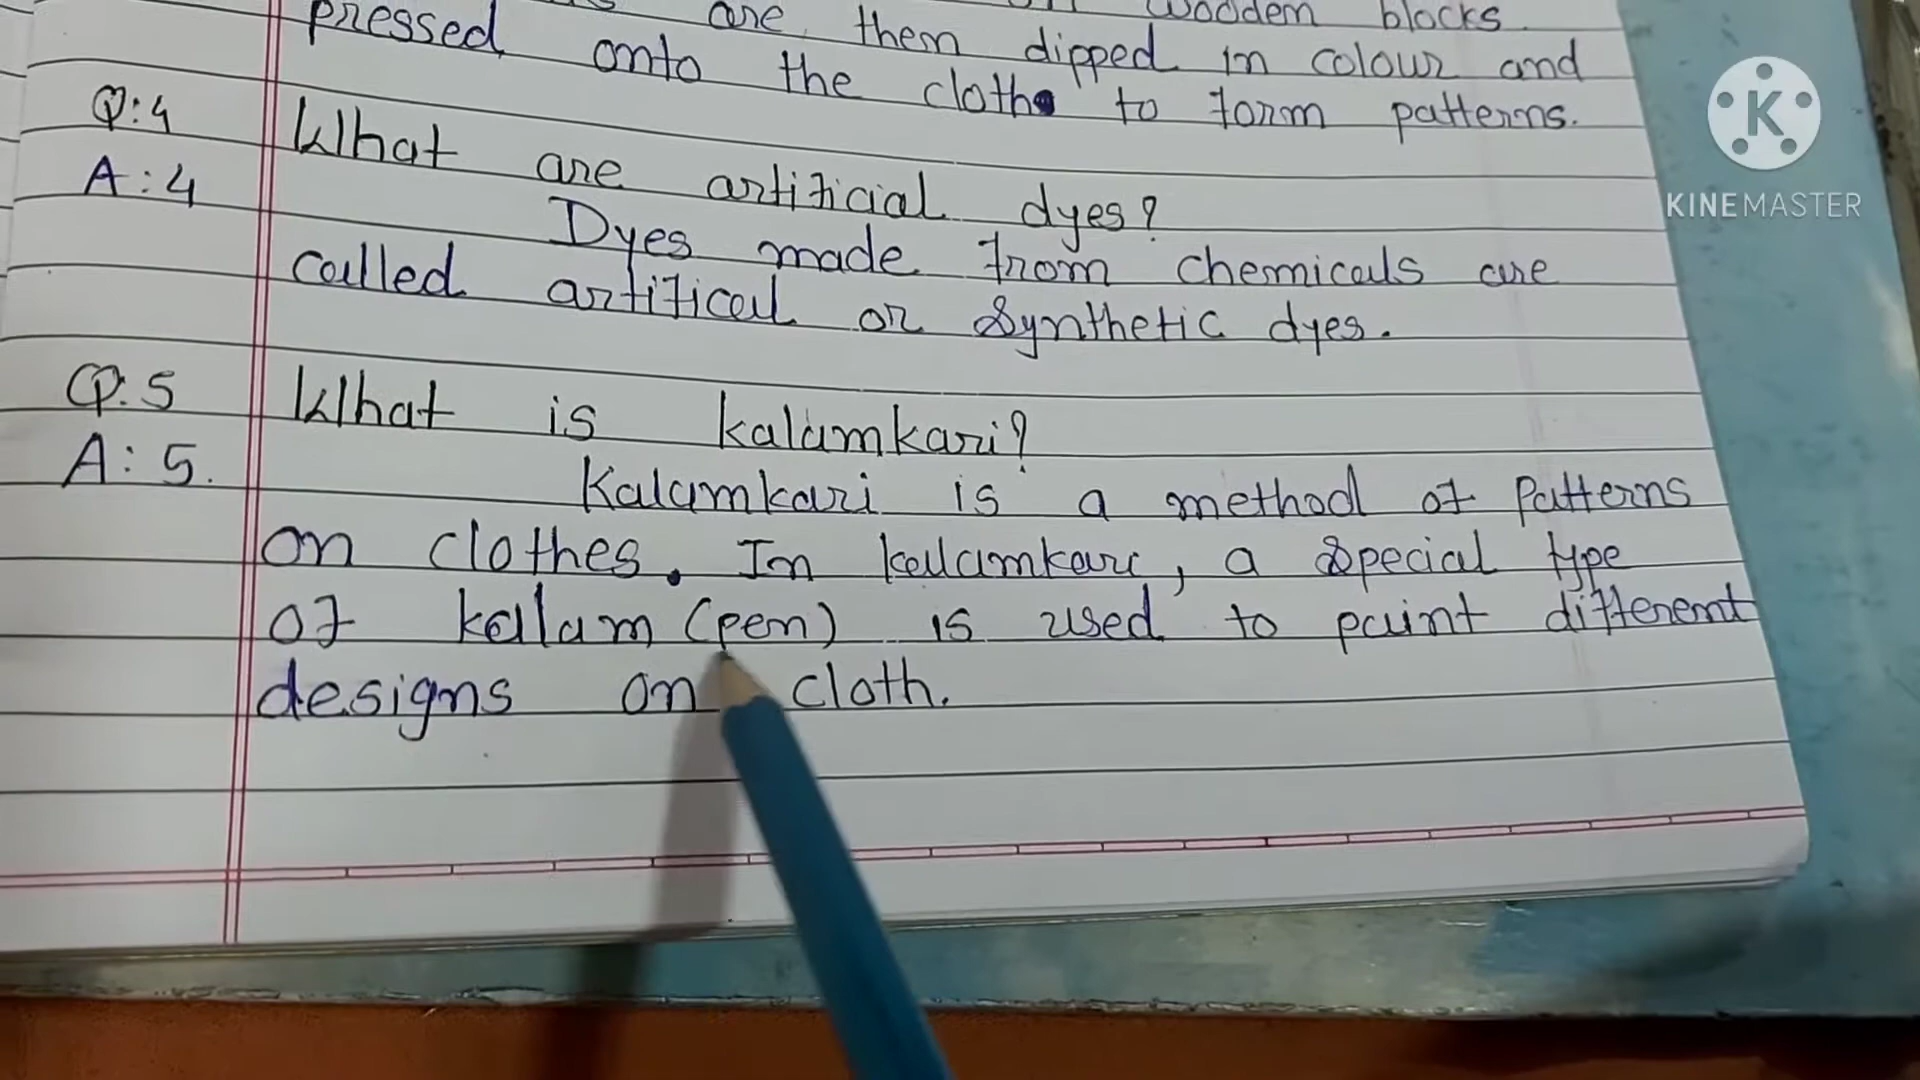 are wooden blocks
are then dipped in colour and
pressed onto the cloth to form patterns.
Q:4 What are artificial dyes?
A:4 Dyes made from chemicals are
called artifical or synthetic dyes.
Q.5 What is kalamkari?
A:5. Kalamkari is a method of patterns
on clothes. In kalamkari, a special type
of kalam (pen) is used to paint different
designs on cloth.
K
KINEMASTER